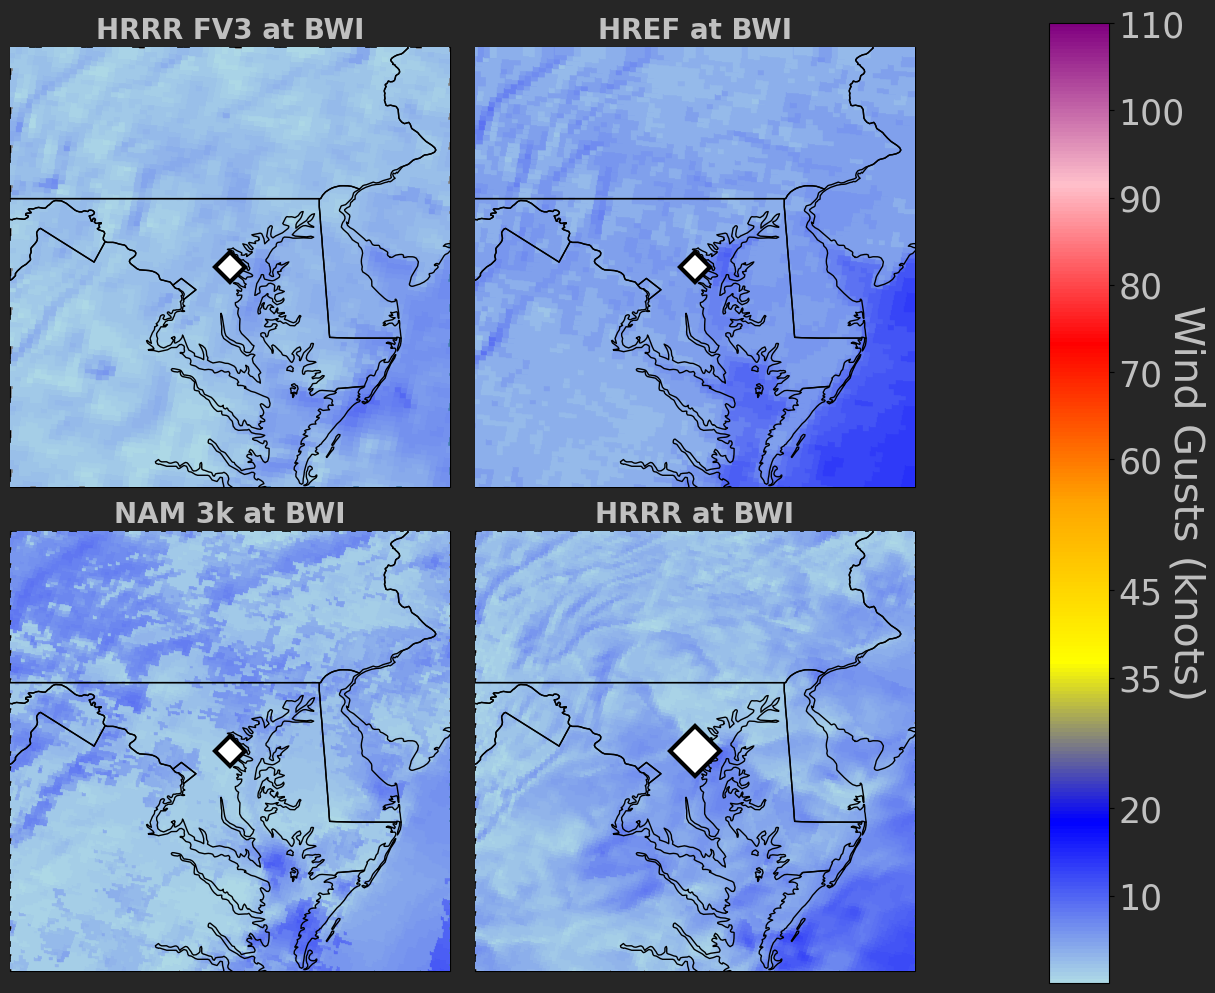 HRRR FV3 at BWI
HREF at BWI
NAM 3k at BWI
HRRR at BWI
110
100
90
80
70
60
45
35
20
10
Wind Gusts (knots)